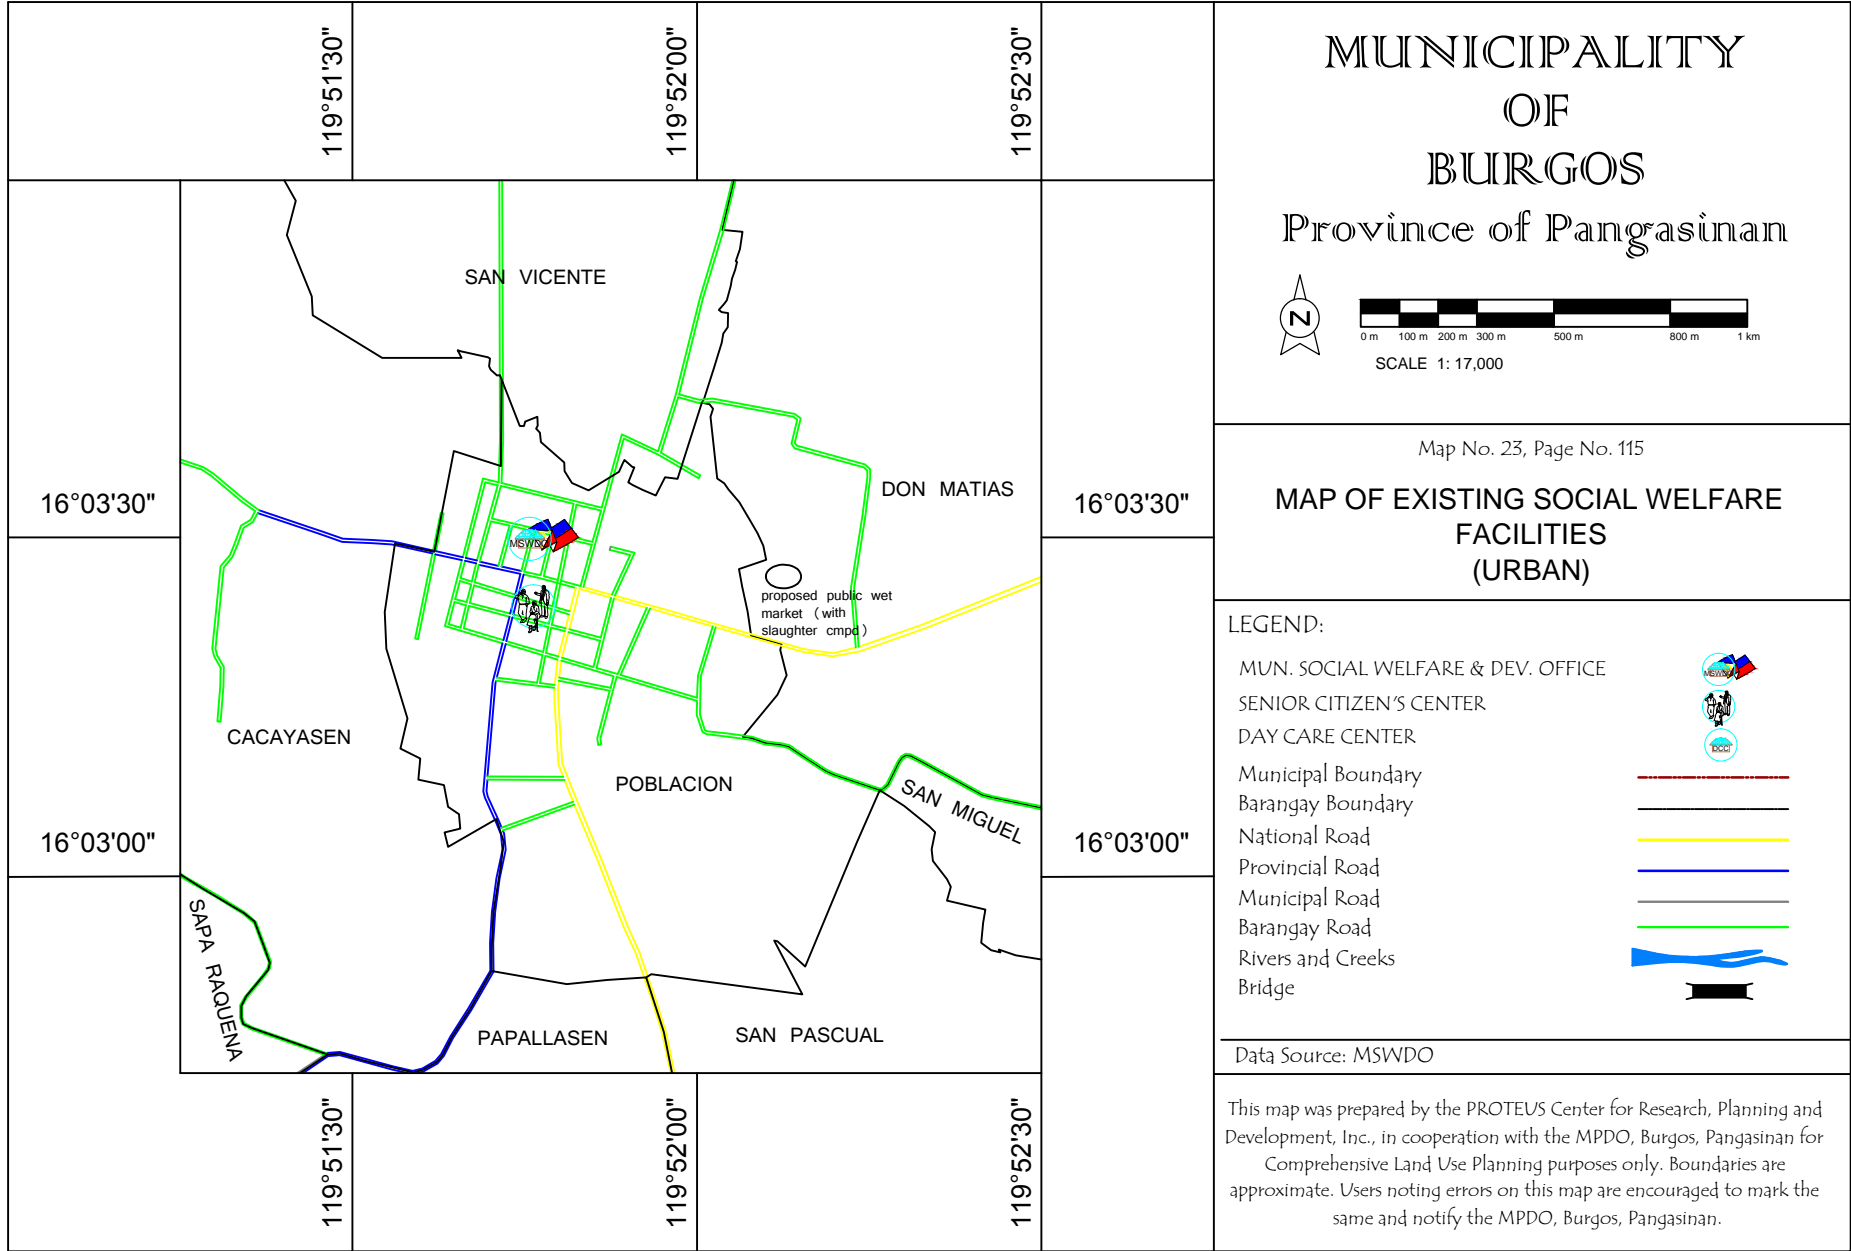 119°51'30"
119°52'00"
119°52'30"
SAN VICENTE
DON MATIAS
16°03'30"
16°03'30"
MSWDO
proposed public wet
market (with
slaughter cmpd)
CACAYASEN
POBLACION
SAN MIGUEL
16°03'00"
16°03'00"
SAPA RAQUENA
PAPALLASEN
SAN PASCUAL
119°51'30"
119°52'00"
119°52'30"
MUNICIPALITY
OF
BURGOS
Province of Pangasinan
N
0 m 100 m 200 m 300 m 500 m 800 m 1 km
SCALE 1: 17,000
Map No. 23, Page No. 115
MAP OF EXISTING SOCIAL WELFARE
FACILITIES
(URBAN)
LEGEND:
MUN. SOCIAL WELFARE & DEV. OFFICE MSWDO
SENIOR CITIZEN'S CENTER
DAY CARE CENTER DCC
Municipal Boundary
Barangay Boundary
National Road
Provincial Road
Municipal Road
Barangay Road
Rivers and Creeks
Bridge
Data Source: MSWDO
This map was prepared by the PROTEUS Center for Research, Planning and
Development, Inc., in cooperation with the MPDO, Burgos, Pangasinan for
Comprehensive Land Use Planning purposes only. Boundaries are
approximate. Users noting errors on this map are encouraged to mark the
same and notify the MPDO, Burgos, Pangasinan.